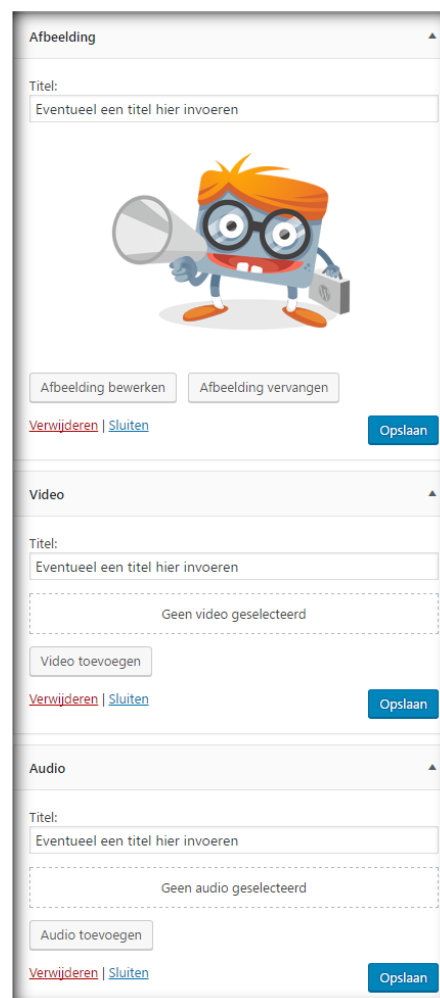 Afbeelding
Titel:
Eventueel een titel hier invoeren
Afbeelding bewerken Afbeelding vervangen
Verwijderen | Sluiten Opslaan
Video
Titel:
Eventueel een titel hier invoeren
Geen video geselecteerd
Video toevoegen
Verwijderen | Sluiten Opslaan
Audio
Titel:
Eventueel een titel hier invoeren
Geen audio geselecteerd
Audio toevoegen
Verwijderen | Sluiten Opslaan